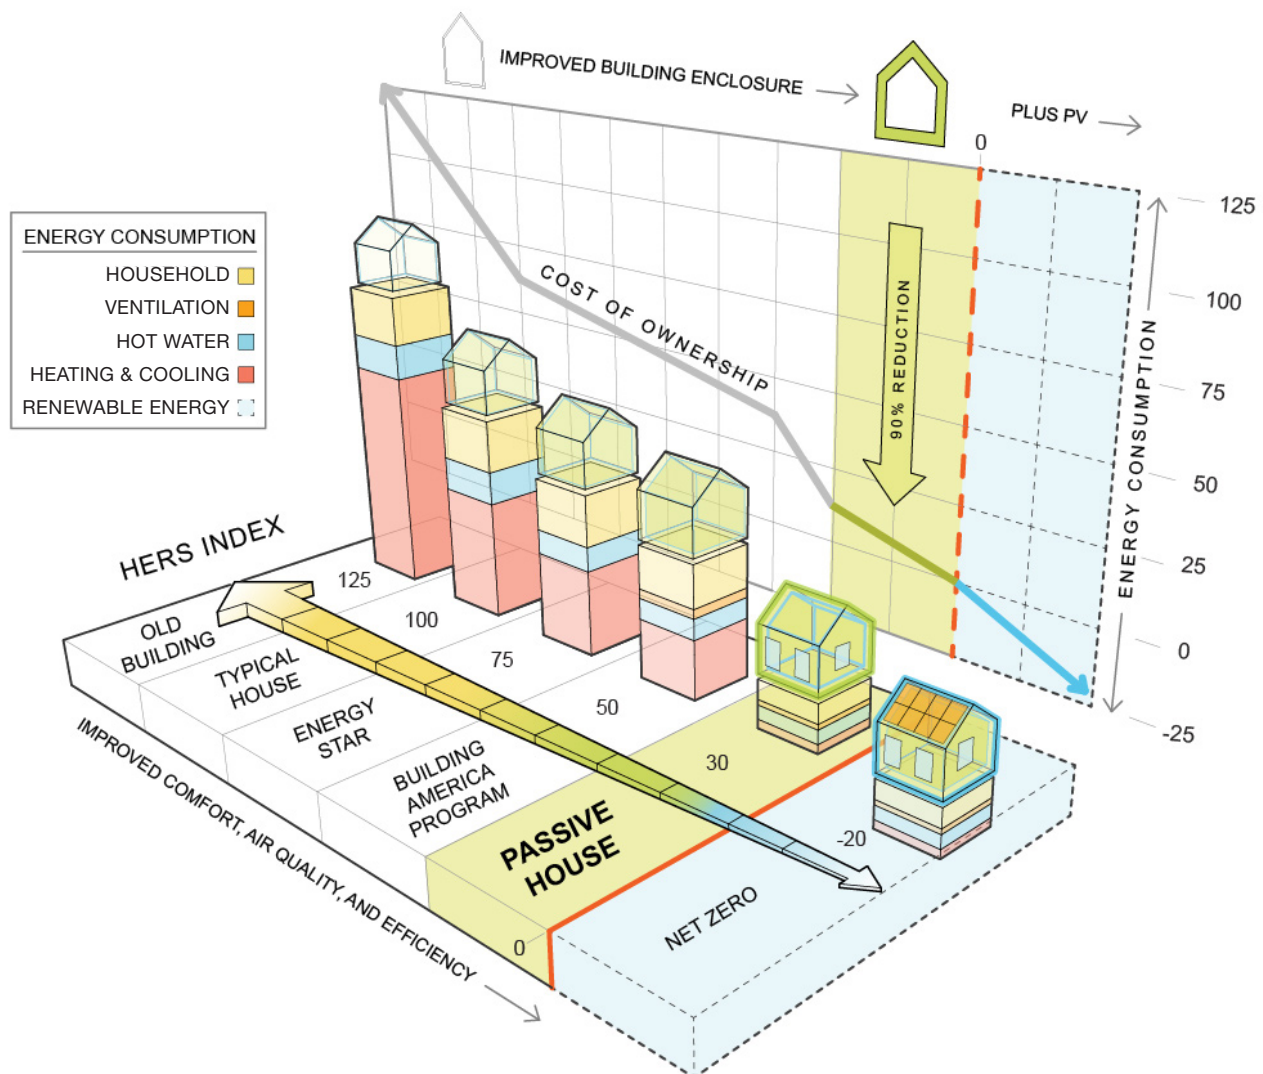 IMPROVED BUILDING ENCLOSURE
PLUS PV
0
125
100
75
50
25
0
-25
ENERGY CONSUMPTION
ENERGY CONSUMPTION
HOUSEHOLD
VENTILATION
HOT WATER
HEATING & COOLING
RENEWABLE ENERGY
COST OF OWNERSHIP
90% REDUCTION
HERS INDEX
125
100
75
50
30
-20
OLD
BUILDING
TYPICAL
HOUSE
ENERGY
STAR
BUILDING
AMERICA
PROGRAM
PASSIVE
HOUSE
NET ZERO
0
IMPROVED COMFORT, AIR QUALITY, AND EFFICIENCY